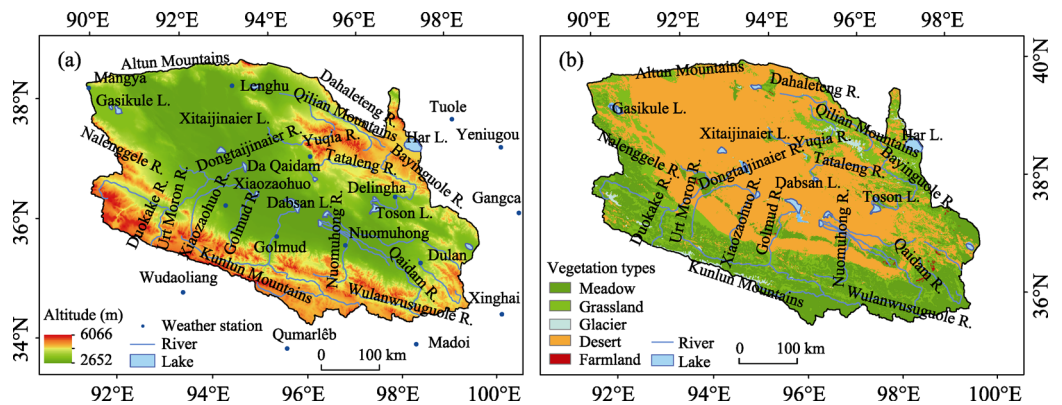 90°E 92°E 94°E 96°E 98°E
38°N
36°N
34°N
(a)
Altun Mountains
Mangya
Gasikule L.
Lenghu
Dahaleteng R.
Qilian Mountains
Tuole
Xitaijinaier L.
Har L.
Yeniugou
Nalenggele R.
Dongtaijinaier R.
Yuqia R.
Da Qaidam
Tataleng R.
Bayinguole R.
Xiaozaohuo
Delingha
Gangca
Duokake R.
Urt Moron R.
Xiaozaohuo R.
Golmud R.
Dabsan L.
Toson L.
Nuomuhong R.
Nuomuhong
Golmud
Qaidam R.
Dulan
Wudaoliang
Kunlun Mountains
Wulanwusuguole R.
Xinghai
Altitude (m)
6066
2652
Weather station
River
Lake
Qumarlêb
Madoi
0 100 km
92°E 94°E 96°E 98°E 100°E
90°E 92°E 94°E 96°E 98°E
40°N
38°N
36°N
(b)
Altun Mountains
Dahaleteng R.
Gasikule L.
Qilian Mountains
Xitaijinaier L.
Har L.
Yuqia R.
Nalenggele R.
Dongtaijinaier R.
Tataleng R.
Bayinguole R.
Dabsan L.
Toson L.
Duokake R.
Urt Moron R.
Xiaozaohuo R.
Golmud R.
Nuomuhong R.
Qaidam R.
Kunlun Mountains
Wulanwusuguole R.
Vegetation types
Meadow
Grassland
Glacier
Desert
Farmland
River
Lake
0 100 km
92°E 94°E 96°E 98°E 100°E